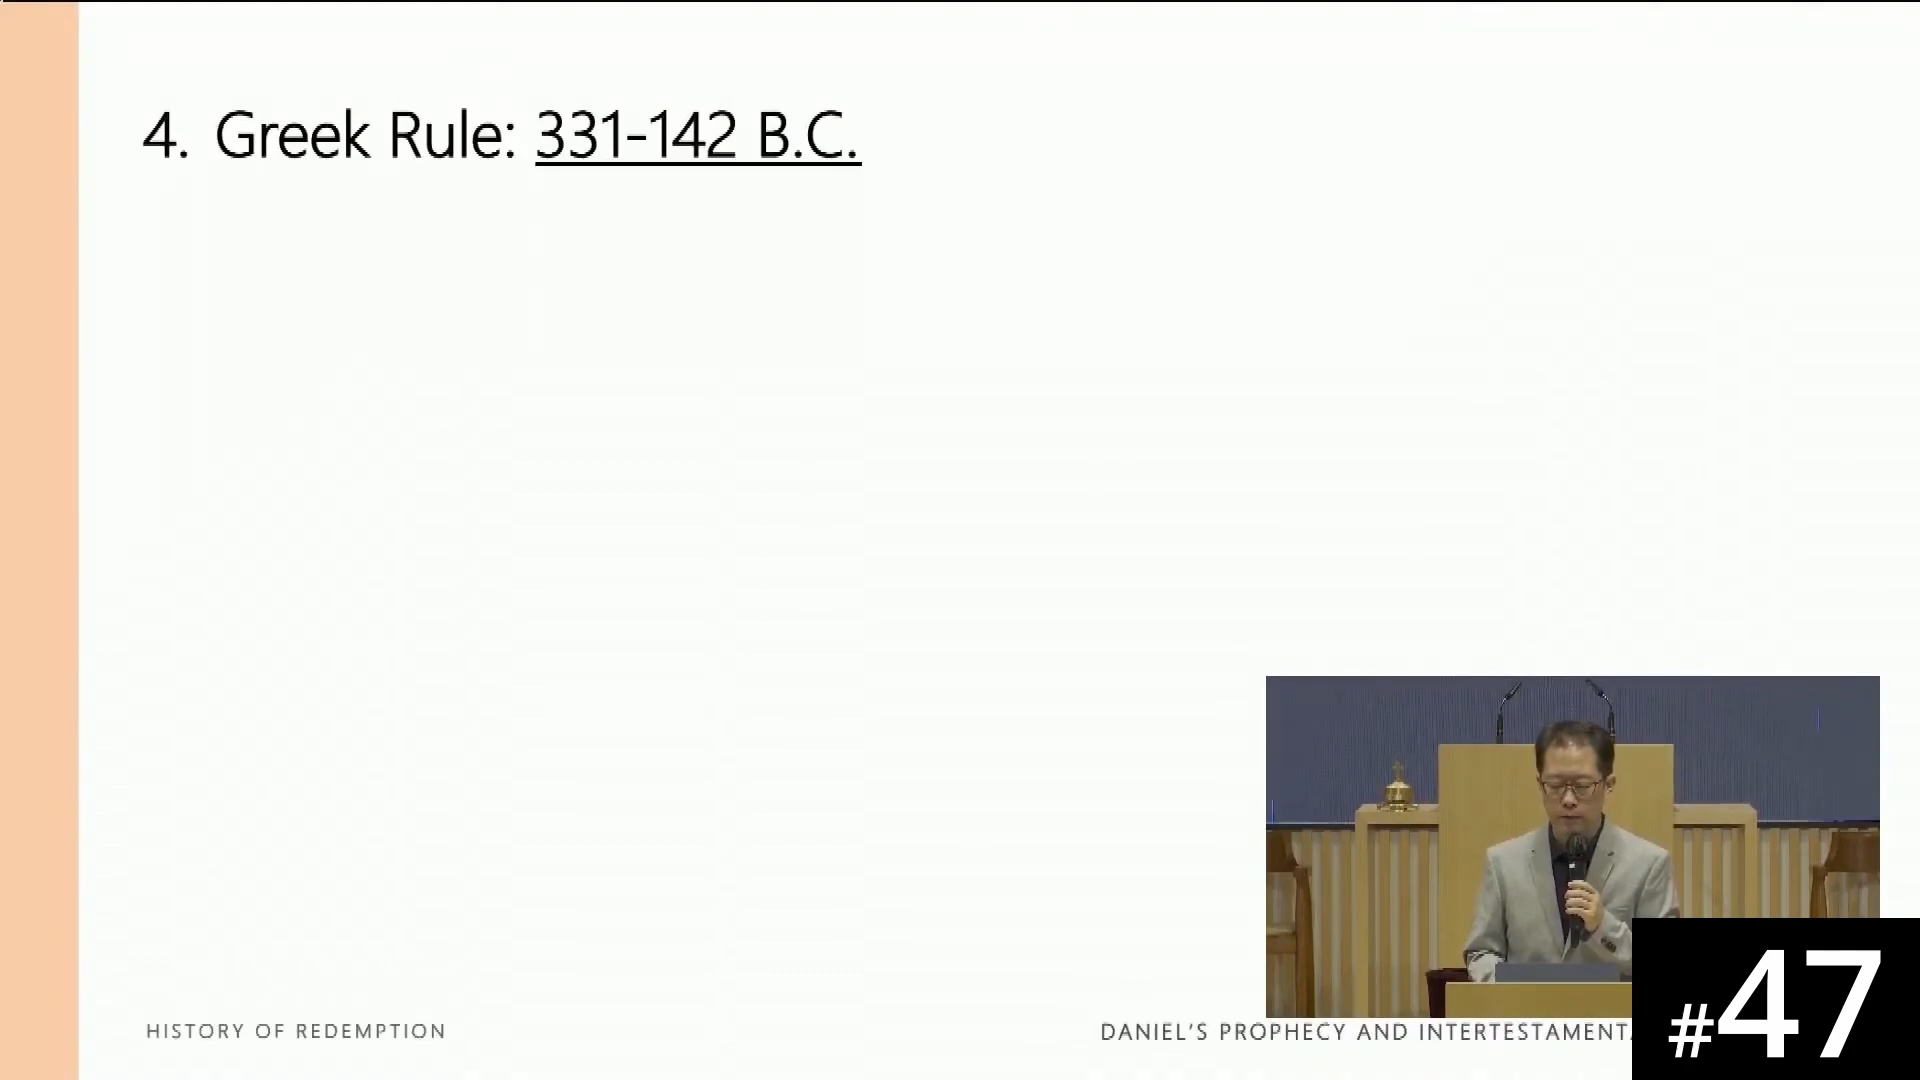 4. Greek Rule: 331-142 B.C.
HISTORY OF REDEMPTION
DANIEL'S PROPHECY AND INTERTESTAMENT
#47